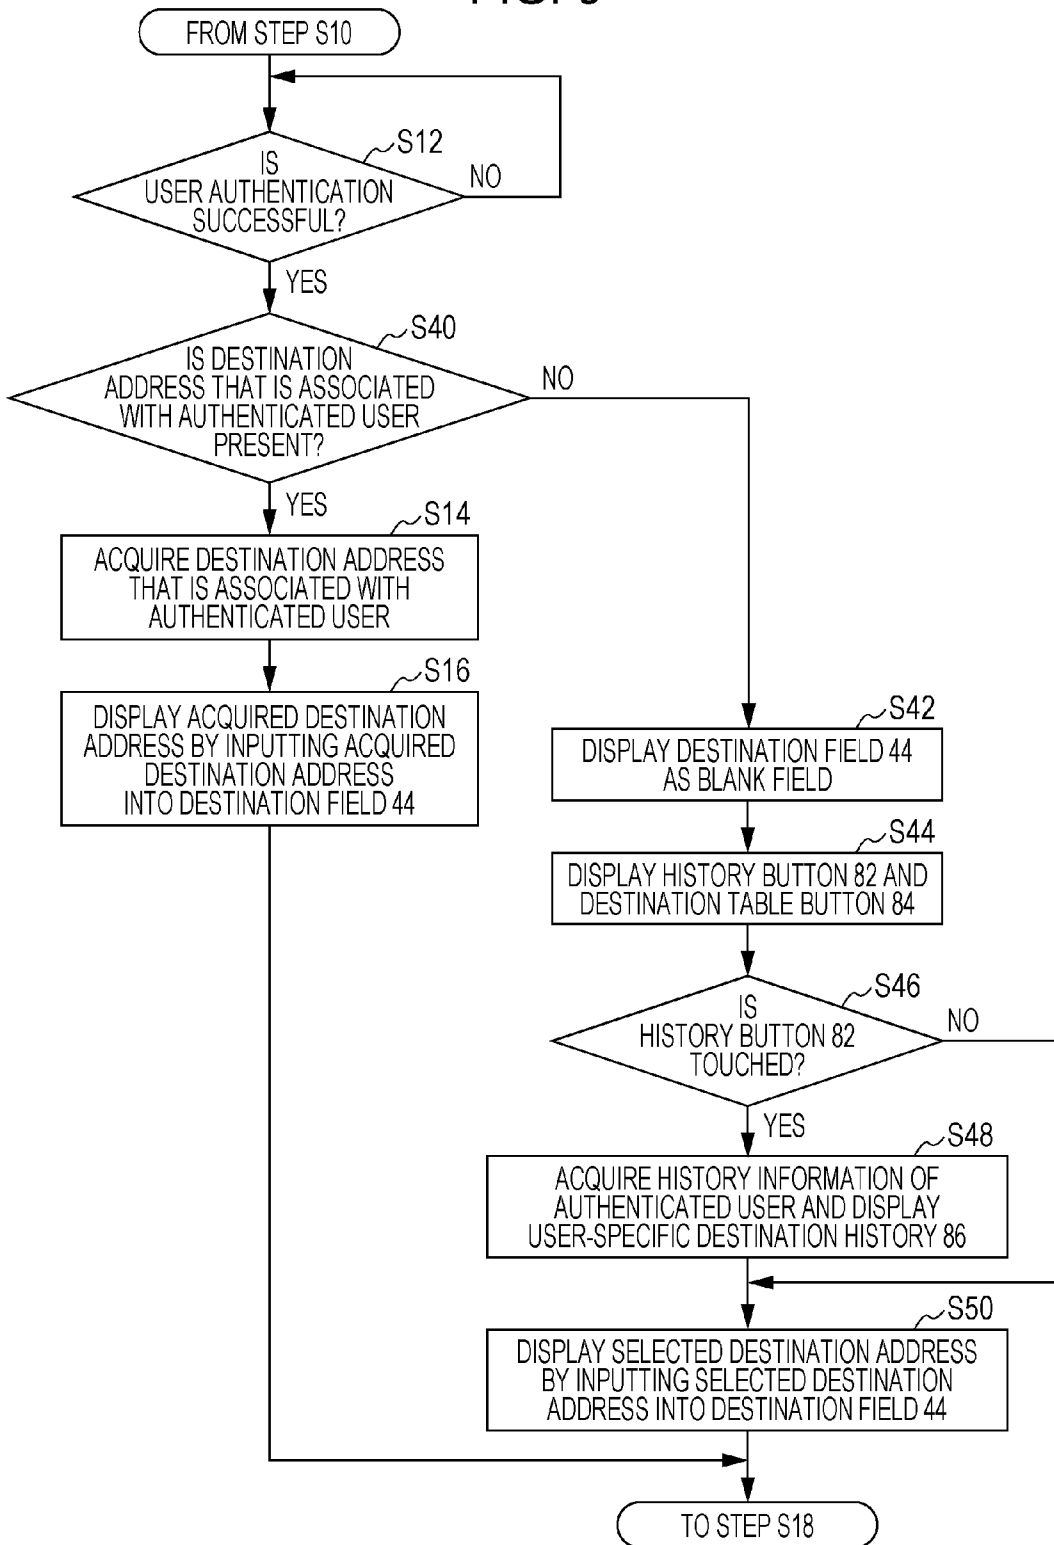 FROM STEP S10
S12
IS
USER AUTHENTICATION
SUCCESSFUL?
NO
YES
S40
IS DESTINATION
ADDRESS THAT IS ASSOCIATED
WITH AUTHENTICATED USER
PRESENT?
NO
YES
S14
ACQUIRE DESTINATION ADDRESS
THAT IS ASSOCIATED WITH
AUTHENTICATED USER
S16
DISPLAY ACQUIRED DESTINATION
ADDRESS BY INPUTTING ACQUIRED
DESTINATION ADDRESS
INTO DESTINATION FIELD 44
S42
DISPLAY DESTINATION FIELD 44
AS BLANK FIELD
S44
DISPLAY HISTORY BUTTON 82 AND
DESTINATION TABLE BUTTON 84
S46
IS
HISTORY BUTTON 82
TOUCHED?
NO
YES
S48
ACQUIRE HISTORY INFORMATION OF
AUTHENTICATED USER AND DISPLAY
USER-SPECIFIC DESTINATION HISTORY 86
S50
DISPLAY SELECTED DESTINATION ADDRESS
BY INPUTTING SELECTED DESTINATION
ADDRESS INTO DESTINATION FIELD 44
TO STEP S18